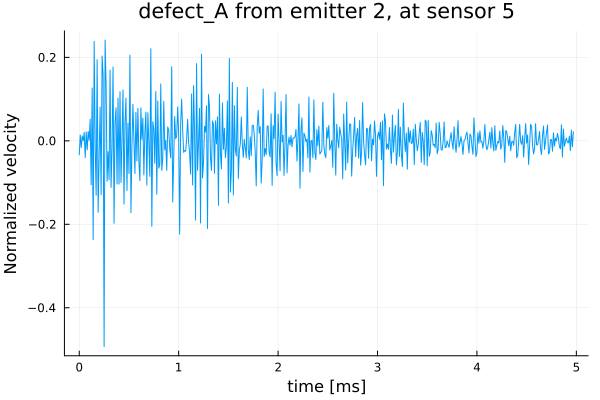 defect_A from emitter 2, at sensor 5
Normalized velocity
0.2
0.0
−0.2
−0.4
0 1 2 3 4 5
time [ms]